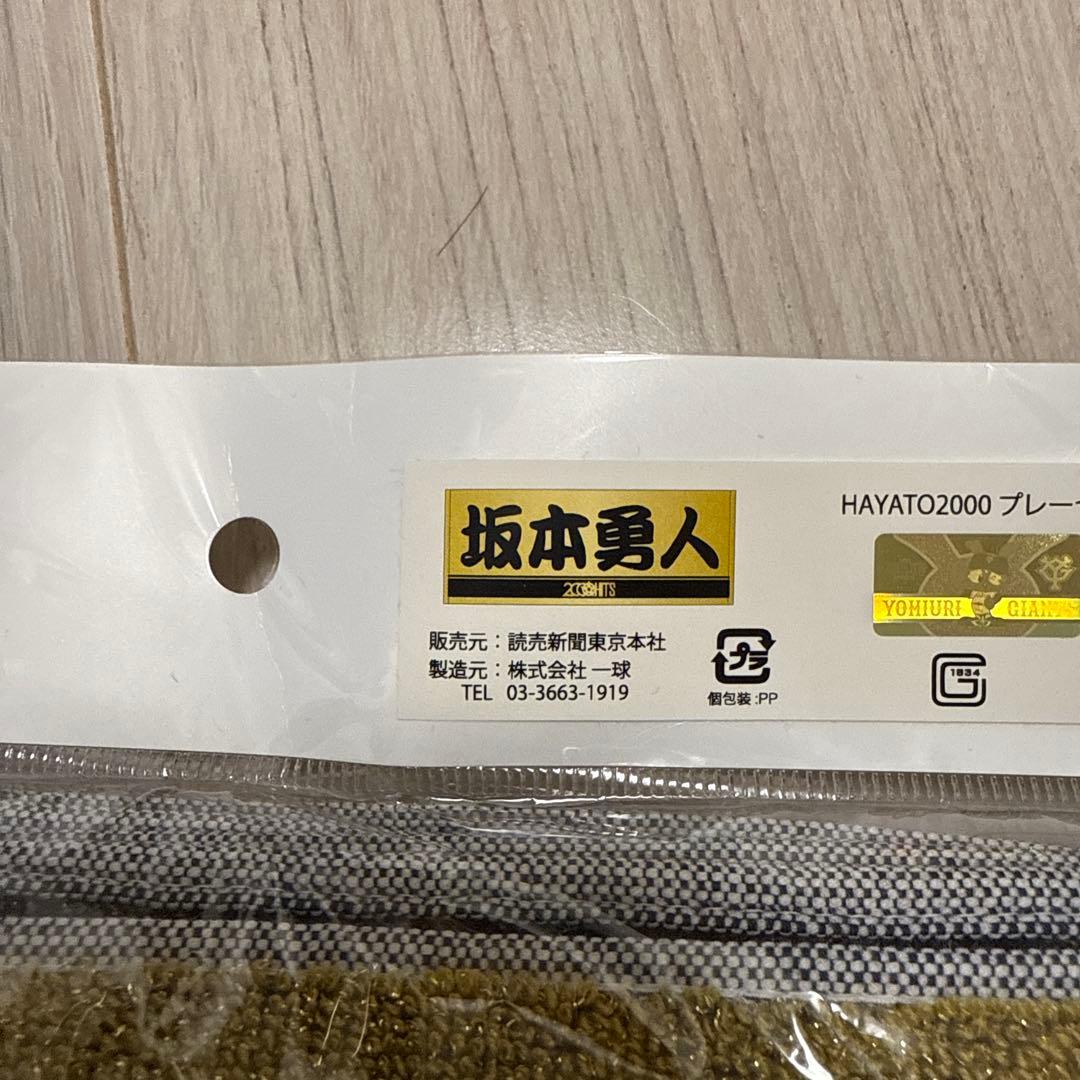 坂本勇人
2000HITS
HAYATO2000 プレー
YOMIURI GIANTS
販売元：読売新聞東京本社
製造元：株式会社 一球
TEL 03-3663-1919
プラ
個包装:PP
G 1934